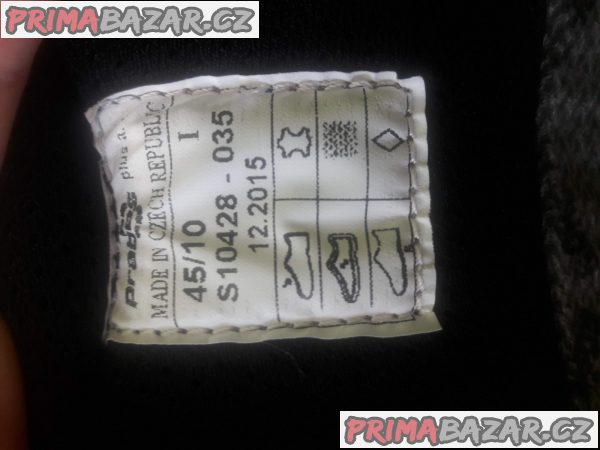 PRIMABAZAR.CZ
prabos
plus a.
MADE IN CZECH REPUBLIC
45/10 I
S10428 - 035
12.2015
PRIMABAZAR.CZ